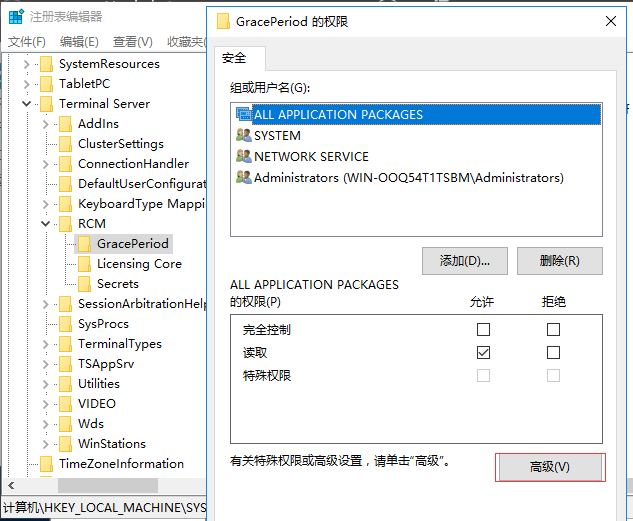 注册表编辑器
文件(F) 编辑(E) 查看(V) 收藏夹(
SystemResources
TabletPC
Terminal Server
AddIns
ClusterSettings
ConnectionHandler
DefaultUserConfigurat
KeyboardType Mappi
RCM
GracePeriod
Licensing Core
Secrets
SessionArbitrationHelp
SysProcs
TerminalTypes
TSAppSrv
Utilities
VIDEO
Wds
WinStations
TimeZoneInformation
计算机\HKEY_LOCAL_MACHINE\SYS
GracePeriod 的权限
安全
组或用户名(G):
ALL APPLICATION PACKAGES
SYSTEM
NETWORK SERVICE
Administrators (WIN-OOQ54T1TSBM\Administrators)
添加(D)... 删除(R)
ALL APPLICATION PACKAGES
的权限(P) 允许 拒绝
完全控制
读取
特殊权限
有关特殊权限或高级设置，请单击“高级”。
高级(V)